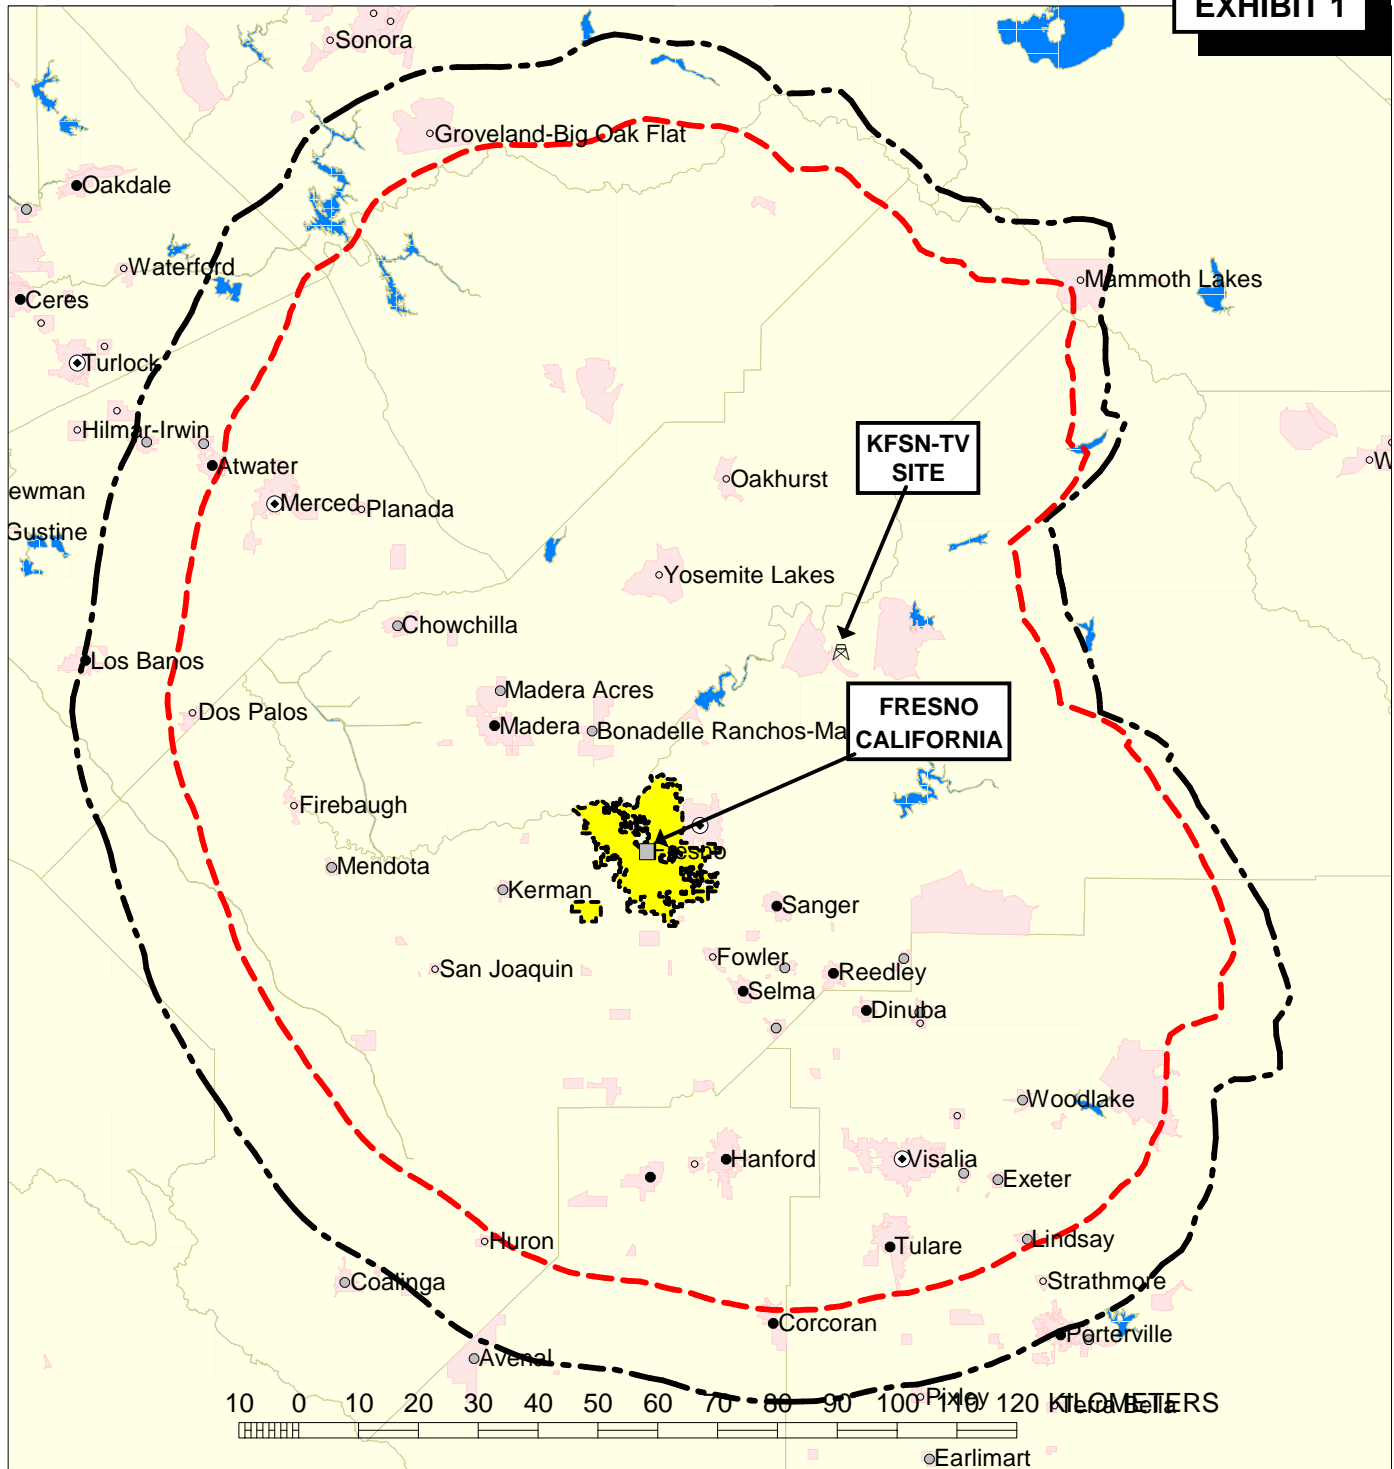 EXHIBIT 1
Sonora
Groveland-Big Oak Flat
Oakdale
Waterford
Mammoth Lakes
Ceres
Turlock
Hilmar-Irwin
KFSN-TV
SITE
Atwater
Oakhurst
W
ewman
Merced
Planada
Gustine
Yosemite Lakes
Chowchilla
Los Banos
Madera Acres
Dos Palos
Madera
Bonadelle Ranchos-Ma
FRESNO
CALIFORNIA
Firebaugh
Fresno
Mendota
Kerman
Sanger
Fowler
San Joaquin
Reedley
Selma
Dinuba
Woodlake
Hanford
Visalia
Exeter
Huron
Tulare
Lindsay
Coalinga
Strathmore
Corcoran
Porterville
Avenal
Pixley
10 0 10 20 30 40 50 60 70 80 90 100 110 120 KILOMETERS
Terra Bella
Earlimart